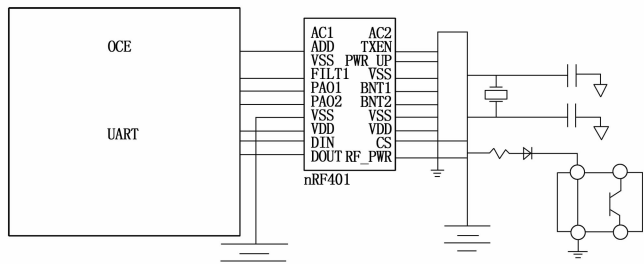 OCE
UART
AC1 AC2
ADD TXEN
VSS PWR_UP
FILT1 VSS
PAO1 BNT1
PAO2 BNT2
VSS VSS
VDD VDD
DIN CS
DOUT RF_PWR
nRF401